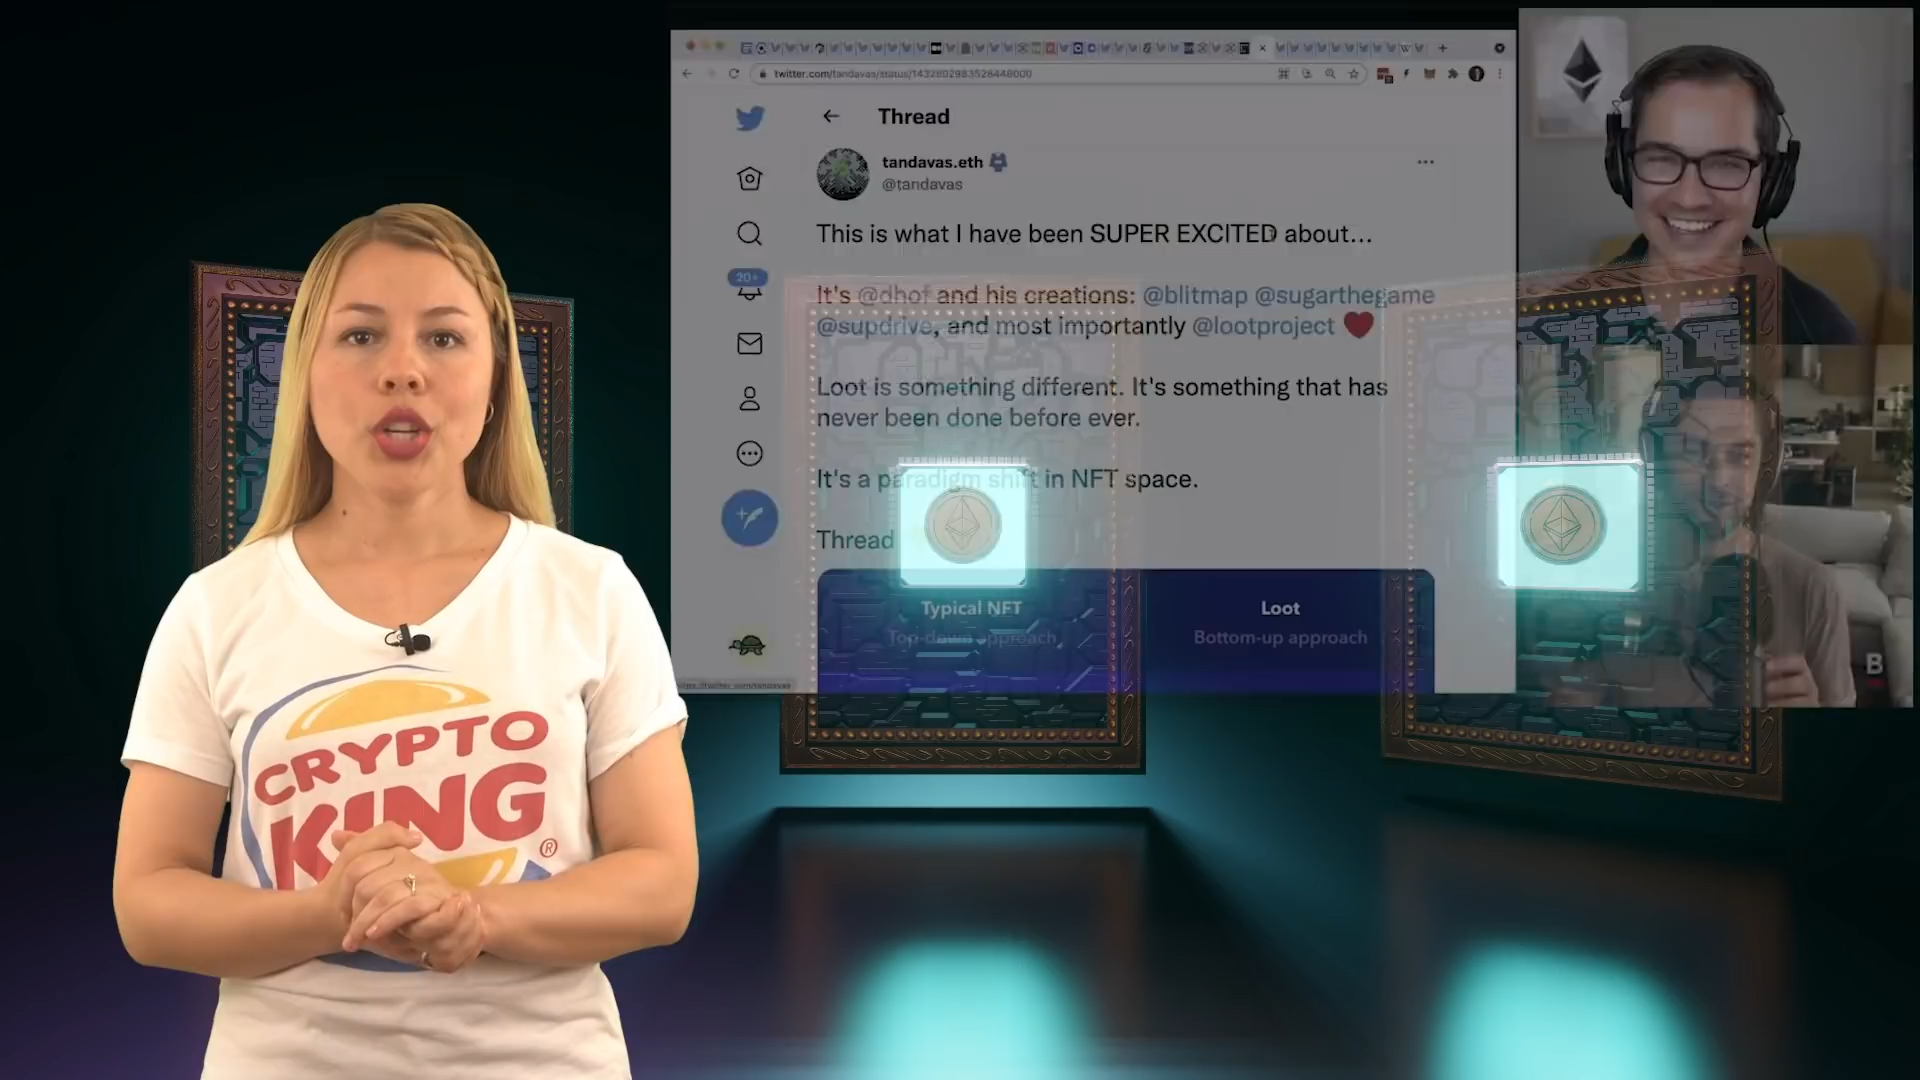 twitter.com/tandavas/status/1432602983526448000
Thread
tandavas.eth
@tandavas
This is what I have been SUPER EXCITED about...
20+
It's @dhof and his creations: @blitmap @sugarthegame
@supdrive, and most importantly @lootproject ❤
Loot is something different. It's something that has
never been done before ever.
It's a paradigm shift in NFT space.
Thread
Typical NFT
Top-down approach
Loot
Bottom-up approach
B
CRYPTO
KING
®